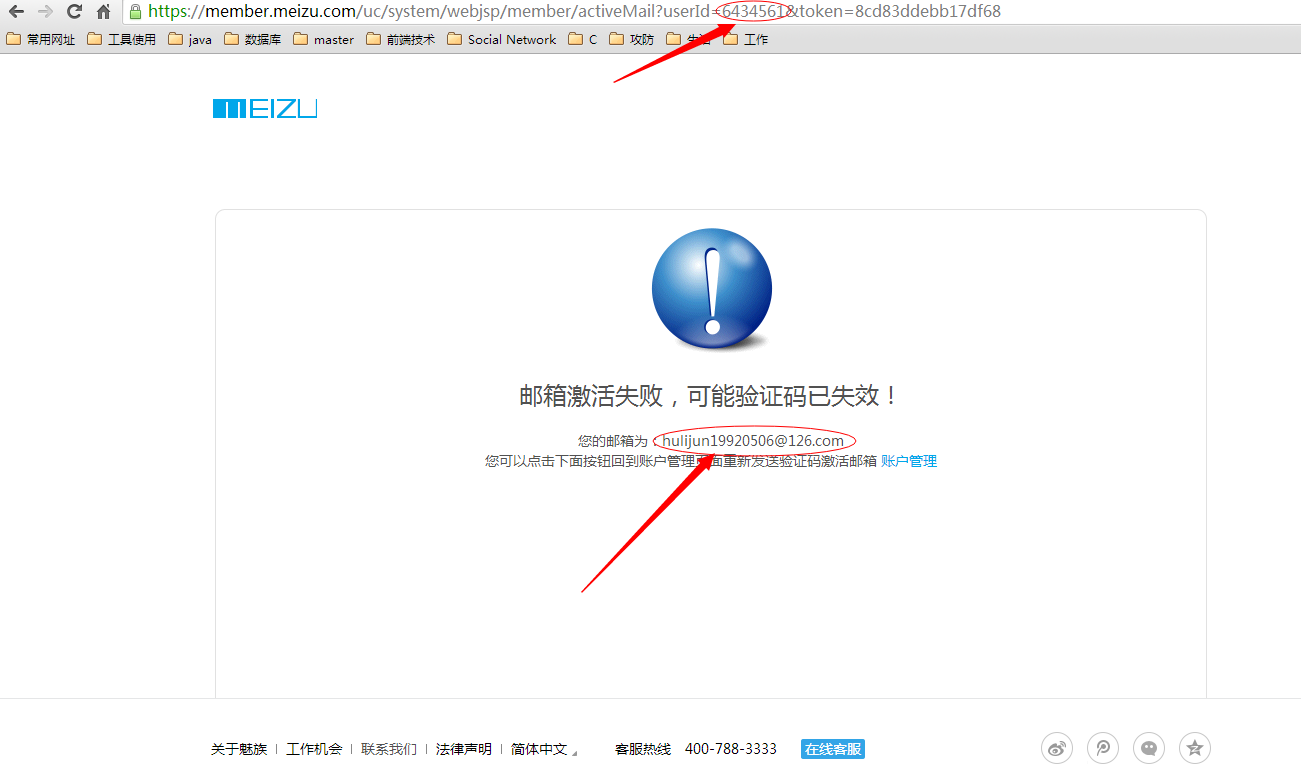 https://member.meizu.com/uc/system/webjsp/member/activeMail?userId=6434561&token=8cd83ddebb17df68
常用网址 工具使用 java 数据库 master 前端技术 Social Network C 攻防 生活 工作
MEIZU
邮箱激活失败，可能验证码已失效！
您的邮箱为：hulijun19920506@126.com
您可以点击下面按钮回到账户管理页面重新发送验证码激活邮箱 账户管理
关于魅族 | 工作机会 | 联系我们 | 法律声明 | 简体中文 客服热线 400-788-3333 在线客服